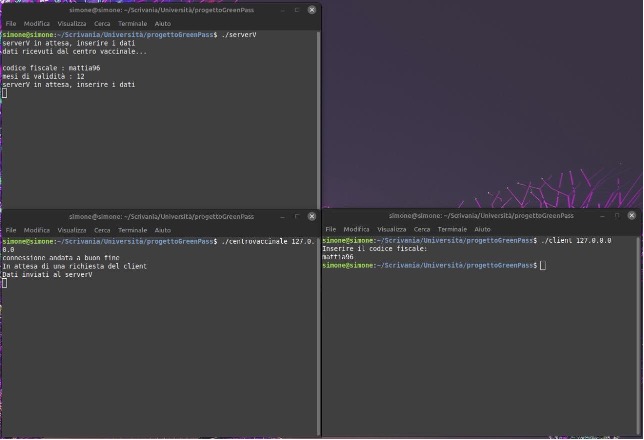 simone@simone: ~/Scrivania/Università/progettoGreenPass
File Modifica Visualizza Cerca Terminale Aiuto
simone@simone:~/Scrivania/Università/progettoGreenPass$ ./serverV
serverV in attesa, inserire i dati
dati ricevuti dal centro vaccinale...
codice fiscale : mattia96
mesi di validità : 12
serverV in attesa, inserire i dati
simone@simone: ~/Scrivania/Università/progettoGreenPass
File Modifica Visualizza Cerca Terminale Aiuto
simone@simone:~/Scrivania/Università/progettoGreenPass$ ./centrovaccinale 127.0.
0.0
connessione andata a buon fine
In attesa di una richiesta del client
Dati inviati al serverV
simone@simone: ~/Scrivania/Università/progettoGreenPass
File Modifica Visualizza Cerca Terminale Aiuto
simone@simone:~/Scrivania/Università/progettoGreenPass$ ./client 127.0.0.0
Inserire il codice fiscale:
mattia96
simone@simone:~/Scrivania/Università/progettoGreenPass$